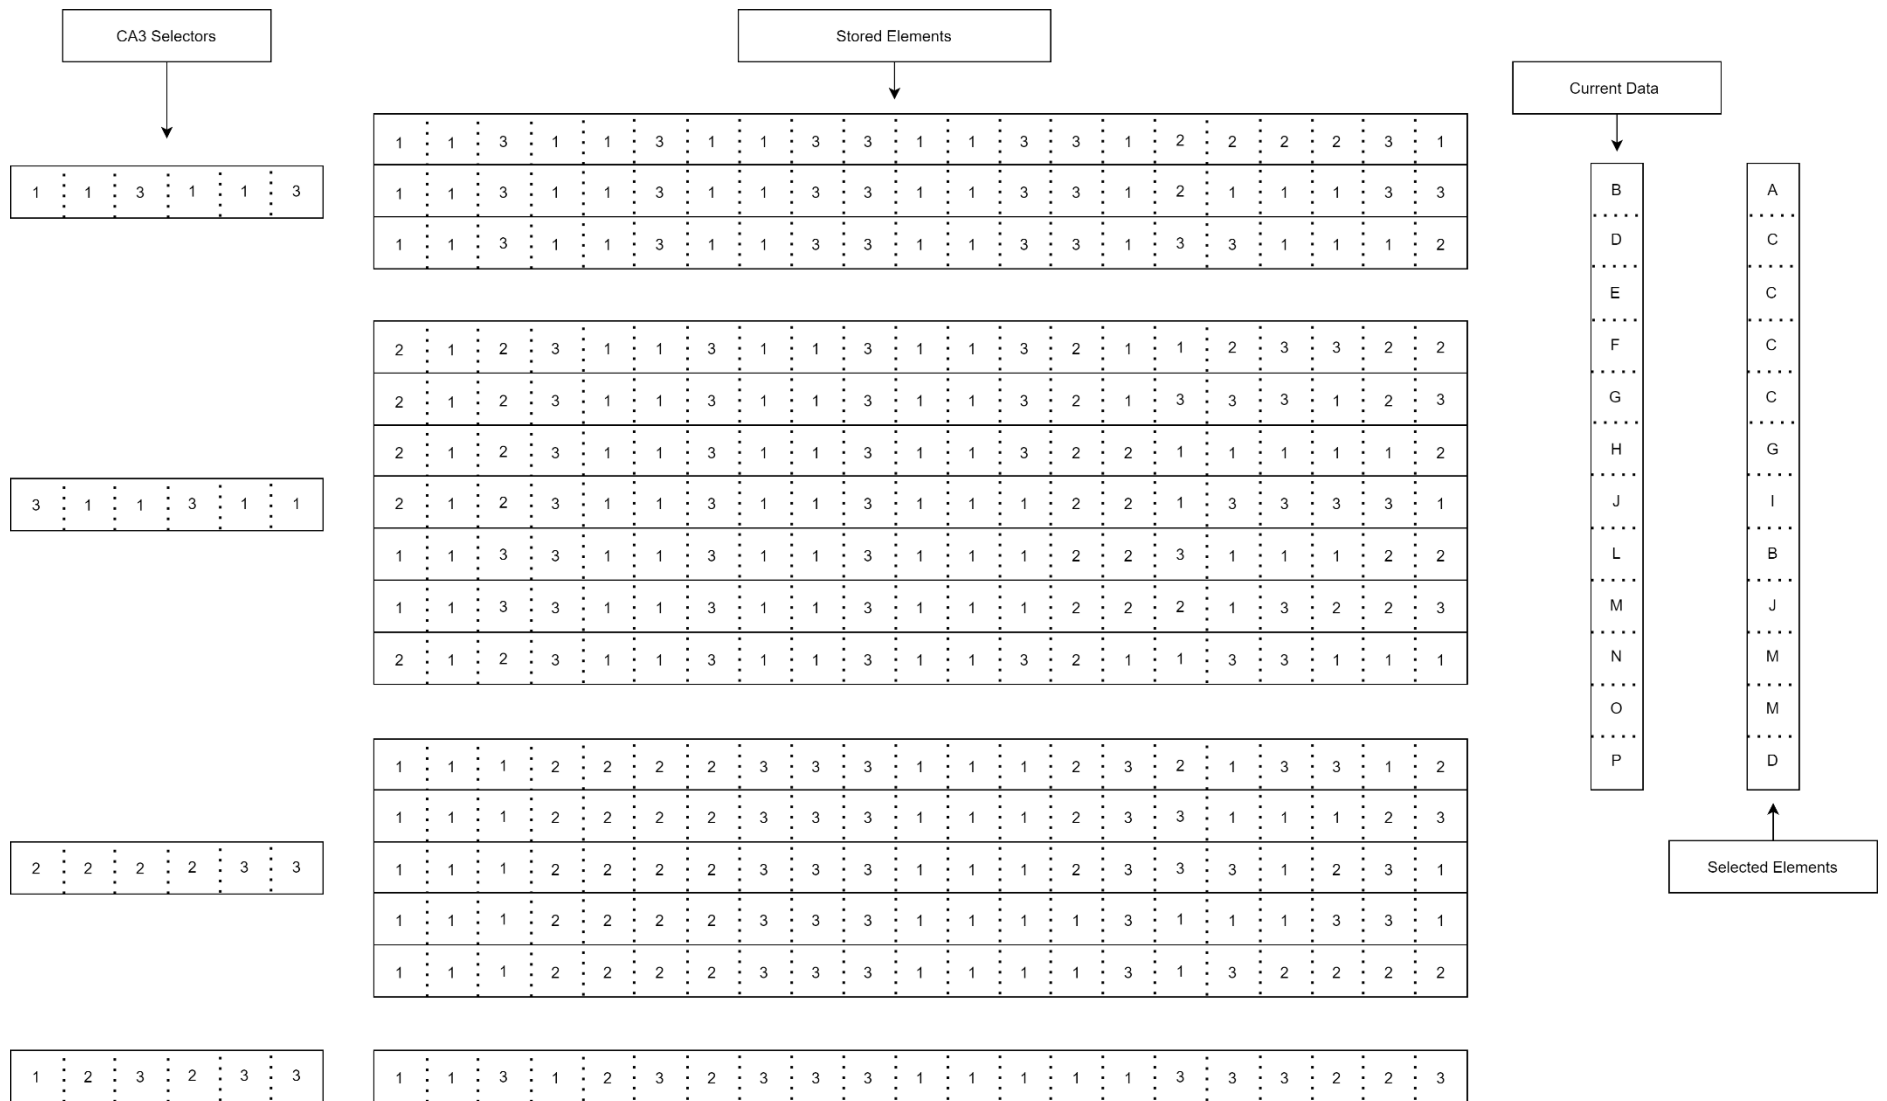 CA3 Selectors
Stored Elements
Current Data
1 1 3 1 1 3 1 1 3 3 1 1 3 3 1 2 2 2 2 3 1
1 1 3 1 1 3
1 1 3 1 1 3 1 1 3 3 1 1 3 3 1 2 1 1 1 3 3
1 1 3 1 1 3 1 1 3 3 1 1 3 3 1 3 3 1 1 1 2
2 1 2 3 1 1 3 1 1 3 1 1 3 2 1 1 2 3 3 2 2
2 1 2 3 1 1 3 1 1 3 1 1 3 2 1 3 3 3 1 2 3
2 1 2 3 1 1 3 1 1 3 1 1 3 2 2 1 1 1 1 1 2
3 1 1 3 1 1
2 1 2 3 1 1 3 1 1 3 1 1 1 2 2 1 3 3 3 3 1
1 1 3 3 1 1 3 1 1 3 1 1 1 2 2 3 1 1 1 2 2
1 1 3 3 1 1 3 1 1 3 1 1 1 2 2 2 1 3 2 2 3
2 1 2 3 1 1 3 1 1 3 1 1 3 2 1 1 3 3 1 1 1
1 1 1 2 2 2 2 3 3 3 1 1 1 2 3 2 1 3 3 1 2
1 1 1 2 2 2 2 3 3 3 1 1 1 2 3 3 1 1 1 2 3
2 2 2 2 3 3
1 1 1 2 2 2 2 3 3 3 1 1 1 2 3 3 3 1 2 3 1
1 1 1 2 2 2 2 3 3 3 1 1 1 1 3 1 1 1 3 3 1
1 1 1 2 2 2 2 3 3 3 1 1 1 1 3 1 3 2 2 2 2
1 2 3 2 3 3
1 1 3 1 2 3 2 3 3 3 1 1 1 1 1 3 3 3 2 2 3
B
D
E
F
G
H
J
L
M
N
O
P
A
C
C
C
C
G
I
B
J
M
M
D
Selected Elements